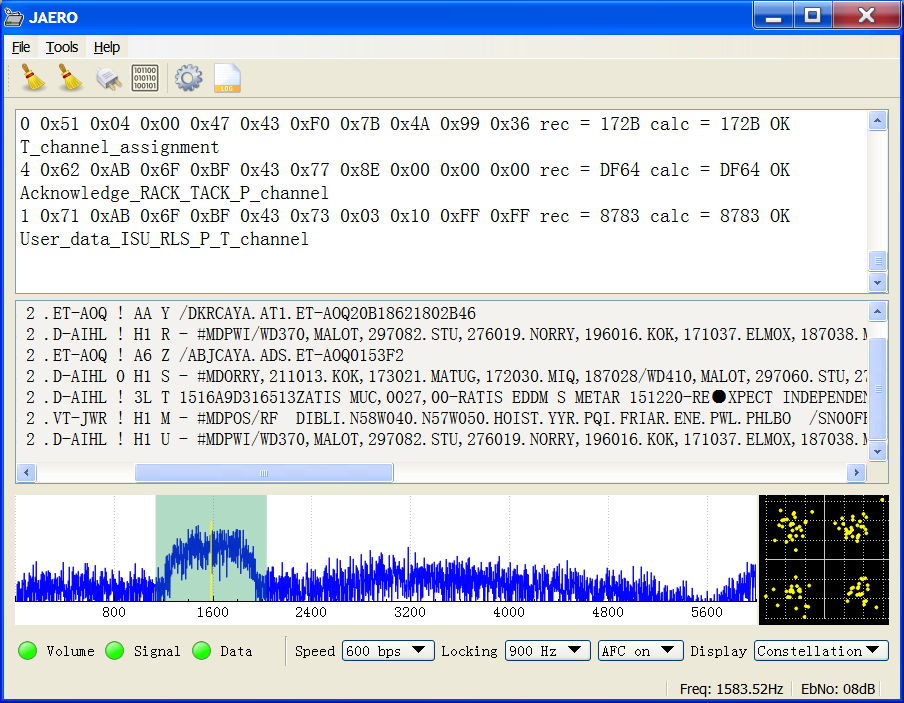 JAERO
File Tools Help
101100
010110
100101
LOG
0 0x51 0x04 0x00 0x47 0x43 0xF0 0x7B 0x4A 0x99 0x36 rec = 172B calc = 172B OK
T_channel_assignment
4 0x62 0xAB 0x6F 0xBF 0x43 0x77 0x8E 0x00 0x00 0x00 rec = DF64 calc = DF64 OK
Acknowledge_RACK_TACK_P_channel
1 0x71 0xAB 0x6F 0xBF 0x43 0x73 0x03 0x10 0xFF 0xFF rec = 8783 calc = 8783 OK
User_data_ISU_RLS_P_T_channel
2 .ET-AOQ ! AA Y /DKRCAYA.AT1.ET-AOQ20B18621802B46
2 .D-AIHL ! H1 R - #MDPWI/WD370,MALOT,297082.STU,276019.NORRY,196016.KOK,171037.ELMOX,187038.M
2 .ET-AOQ ! A6 Z /ABJCAYA.ADS.ET-AOQ0153F2
2 .D-AIHL 0 H1 S - #MDORRY,211013.KOK,173021.MATUG,172030.MIQ,187028/WD410,MALOT,297060.STU,27
2 .D-AIHL ! 3L T 1516A9D316513ZATIS MUC,0027,00-RATIS EDDM S METAR 151220-RE●XPECT INDEPENDEN
2 .VT-JWR ! H1 M - #MDPOS/RF DIBLI.N58W040.N57W050.HOIST.YYR.PQI.FRIAR.ENE.PWL.PHLBO /SN00FP
2 .D-AIHL ! H1 U - #MDPWI/WD370,MALOT,297082.STU,276019.NORRY,196016.KOK,171037.ELMOX,187038.M
800 1600 2400 3200 4000 4800 5600
Volume Signal Data Speed 600 bps Locking 900 Hz AFC on Display Constellation
Freq: 1583.52Hz EbNo: 08dB